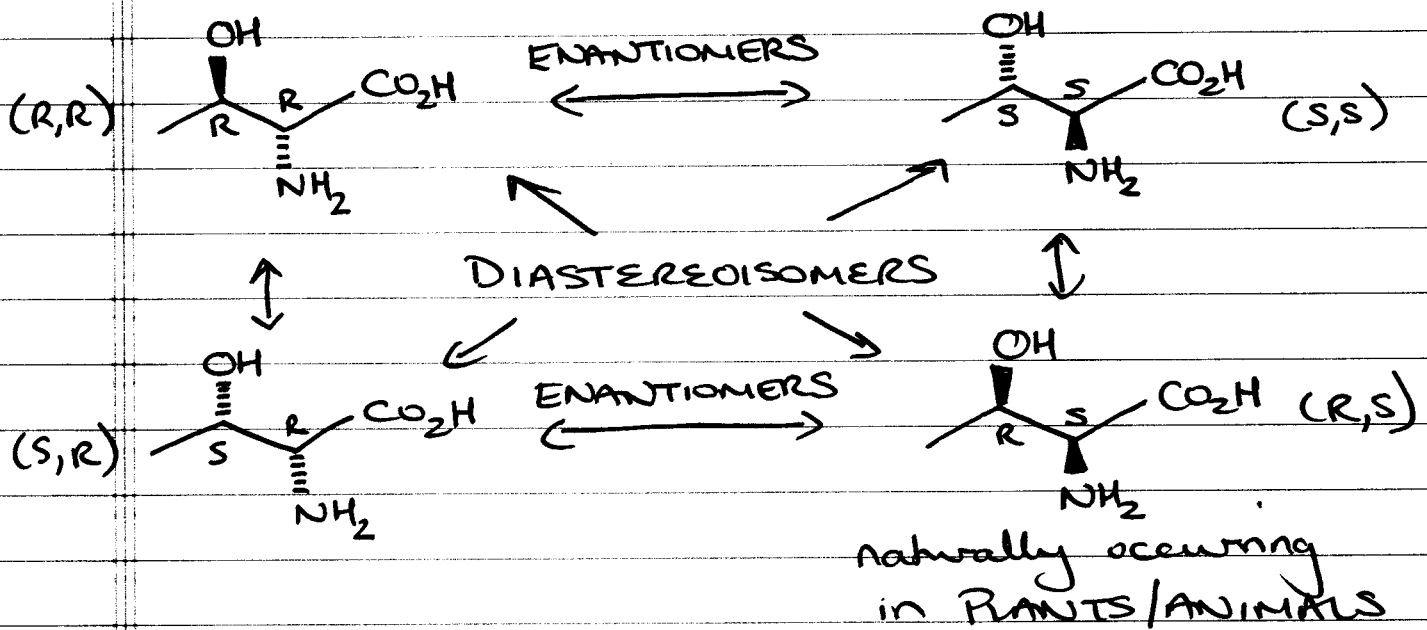 OH OH
ENANTIOMERS
(R,R) R R CO₂H S S CO₂H (S,S)
NH₂ NH₂
DIASTEREOISOMERS
OH OH
ENANTIOMERS
(S,R) S R CO₂H R S CO₂H (R,S)
NH₂ NH₂
naturally occurring
in PLANTS/ANIMALS